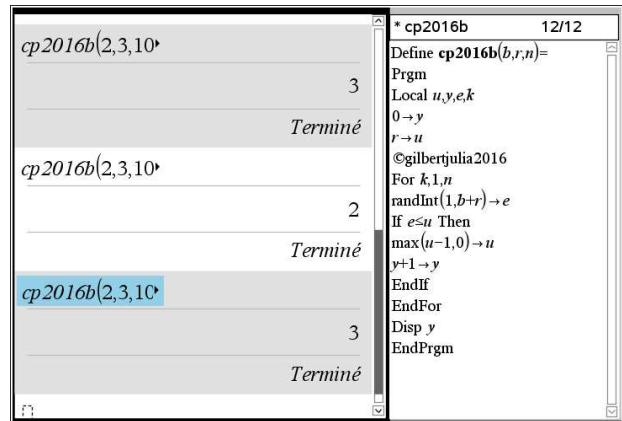 cp2016b(2,3,10
3
Terminé
cp2016b(2,3,10
2
Terminé
cp2016b(2,3,10
3
Terminé
* cp2016b 12/12
Define cp2016b(b,r,n)=
Prgm
Local u,y,e,k
0→y
r→u
©gilbertjulia2016
For k,1,n
randInt(1,b+r)→e
If e≤u Then
max(u−1,0)→u
y+1→y
EndIf
EndFor
Disp y
EndPrgm